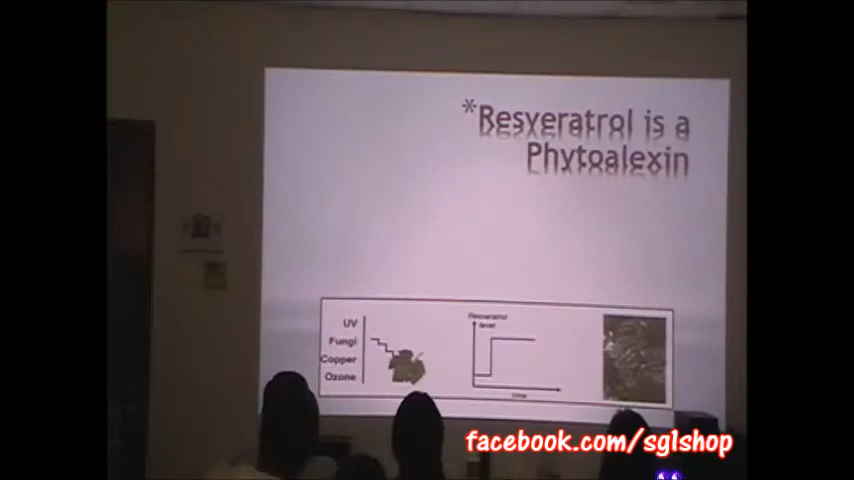 *Resveratrol is a
Phytoalexin
UV
Fungi
Copper
Ozone
Resveratrol
level
time
facebook.com/sglshop